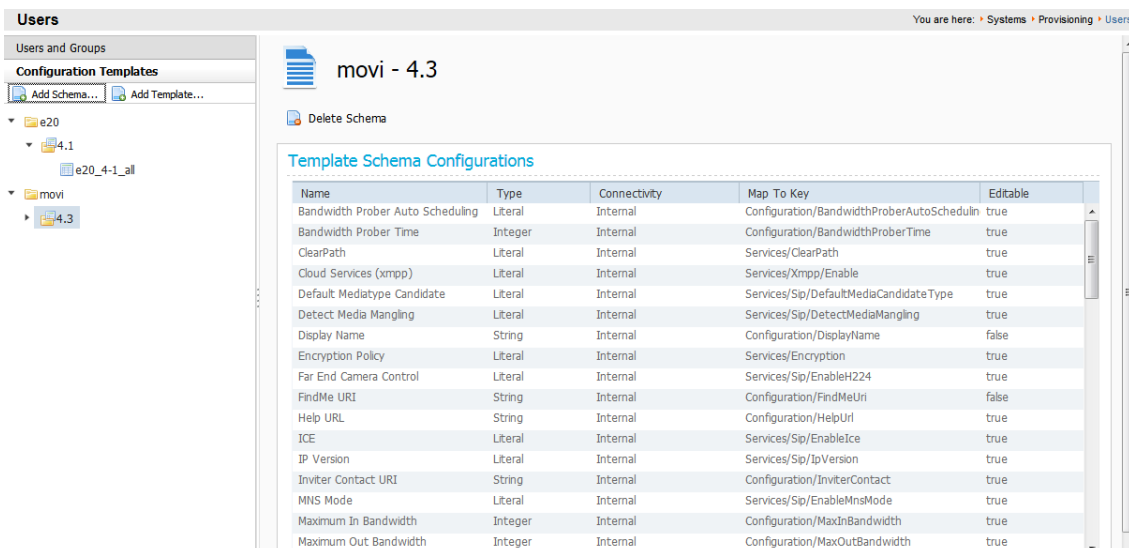 Users
You are here: Systems Provisioning Users
Users and Groups
Configuration Templates
Add Schema... Add Template...
e20
4.1
e20_4-1_all
movi
4.3
movi - 4.3
Delete Schema
Template Schema Configurations
Name Type Connectivity Map To Key Editable
Bandwidth Prober Auto Scheduling Literal Internal Configuration/BandwidthProberAutoSchedulin true
Bandwidth Prober Time Integer Internal Configuration/BandwidthProberTime true
ClearPath Literal Internal Services/ClearPath true
Cloud Services (xmpp) Literal Internal Services/Xmpp/Enable true
Default Mediatype Candidate Literal Internal Services/Sip/DefaultMediaCandidateType true
Detect Media Mangling Literal Internal Services/Sip/DetectMediaMangling true
Display Name String Internal Configuration/DisplayName false
Encryption Policy Literal Internal Services/Encryption true
Far End Camera Control Literal Internal Services/Sip/EnableH224 true
FindMe URI String Internal Configuration/FindMeUri false
Help URL String Internal Configuration/HelpUrl true
ICE Literal Internal Services/Sip/EnableIce true
IP Version Literal Internal Services/Sip/IpVersion true
Inviter Contact URI String Internal Configuration/InviterContact true
MNS Mode Literal Internal Services/Sip/EnableMnsMode true
Maximum In Bandwidth Integer Internal Configuration/MaxInBandwidth true
Maximum Out Bandwidth Integer Internal Configuration/MaxOutBandwidth true